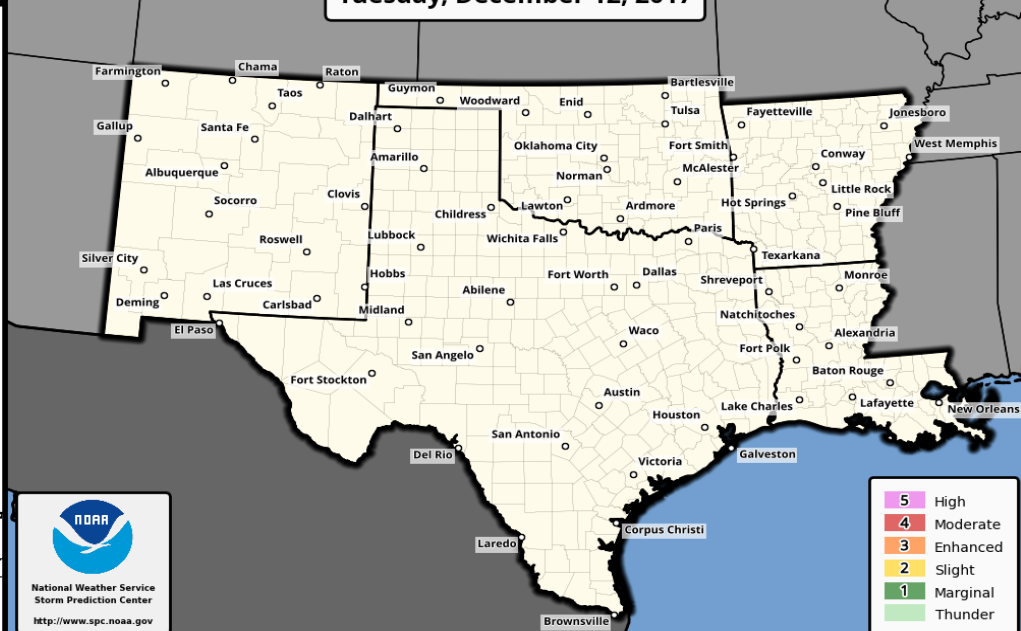 Tuesday, December 12, 2017
Farmington
Chama
Raton
Taos
Guymon
Woodward
Enid
Bartlesville
Tulsa
Fayetteville
Jonesboro
Dalhart
Gallup
Santa Fe
Oklahoma City
Fort Smith
Conway
West Memphis
Amarillo
Albuquerque
Norman
McAlester
Little Rock
Clovis
Socorro
Childress
Lawton
Ardmore
Hot Springs
Pine Bluff
Roswell
Lubbock
Wichita Falls
Paris
Silver City
Texarkana
Hobbs
Fort Worth
Dallas
Shreveport
Monroe
Las Cruces
Deming
Carlsbad
Abilene
Midland
Natchitoches
El Paso
Waco
Alexandria
San Angelo
Fort Polk
Fort Stockton
Baton Rouge
Austin
Houston
Lake Charles
Lafayette
New Orleans
San Antonio
Del Rio
Galveston
Victoria
Corpus Christi
Laredo
Brownsville
NOAA
National Weather Service
Storm Prediction Center
http://www.spc.noaa.gov
5 High
4 Moderate
3 Enhanced
2 Slight
1 Marginal
Thunder